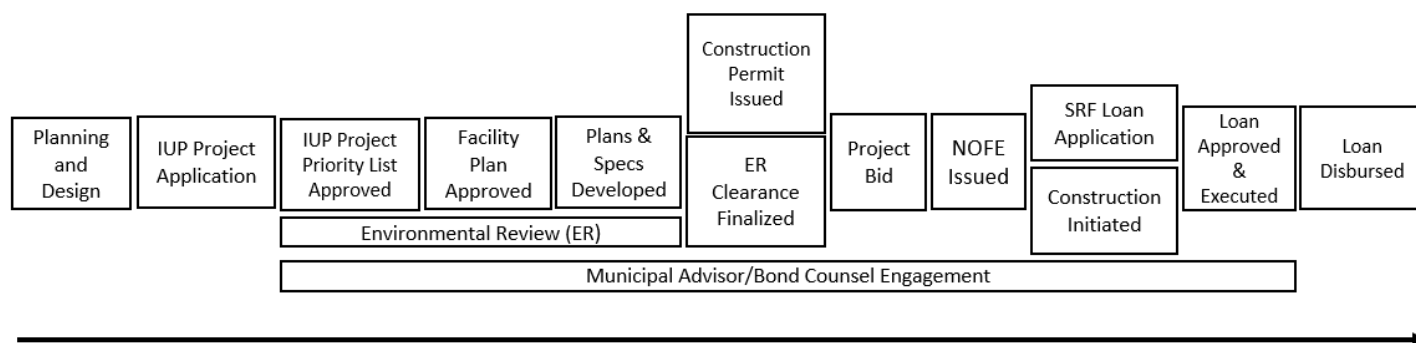 Planning
and
Design
IUP Project
Application
IUP Project
Priority List
Approved
Facility
Plan
Approved
Plans &
Specs
Developed
Environmental Review (ER)
Construction
Permit
Issued
ER
Clearance
Finalized
Project
Bid
NOFE
Issued
SRF Loan
Application
Construction
Initiated
Loan
Approved
&
Executed
Loan
Disbursed
Municipal Advisor/Bond Counsel Engagement